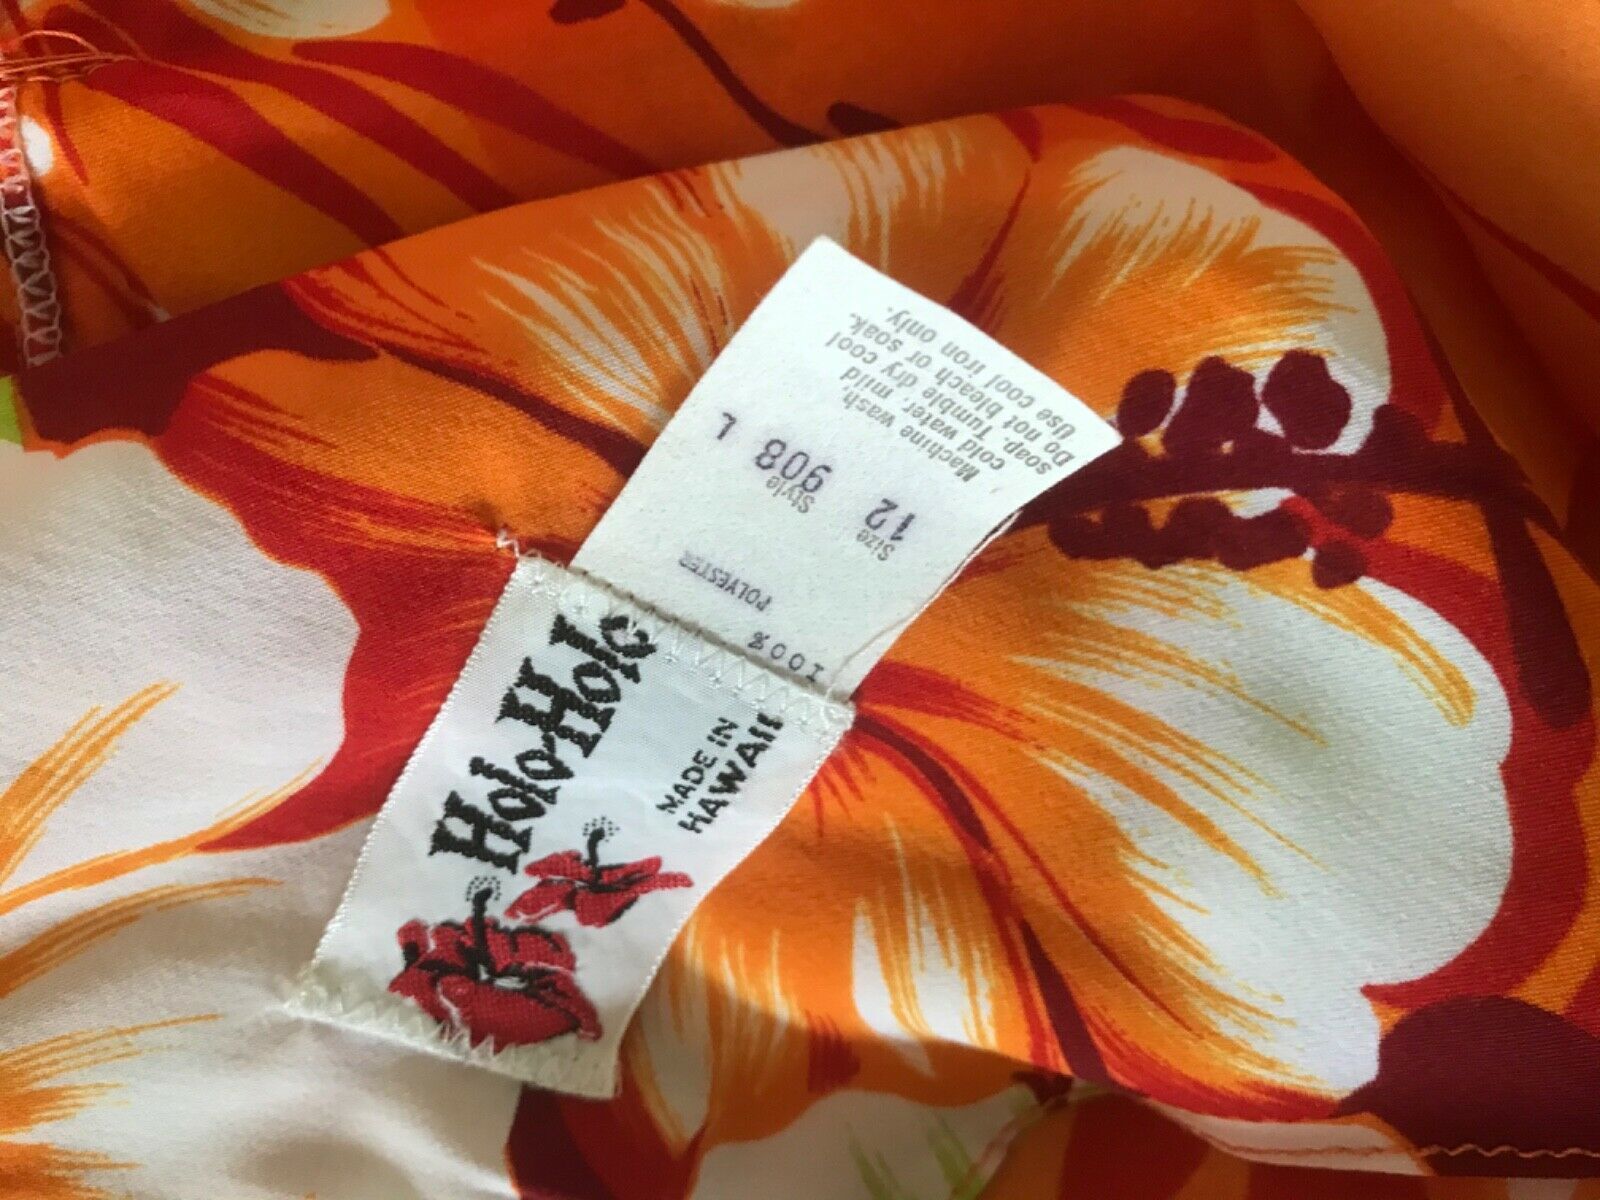 Holo-Holo
MADE IN
HAWAII
100%
POLYESTER
Size
12
Style
908 L
Machine wash,
cold water, mild
soap. Tumble dry cool
Do not bleach or soak.
Use cool iron only.